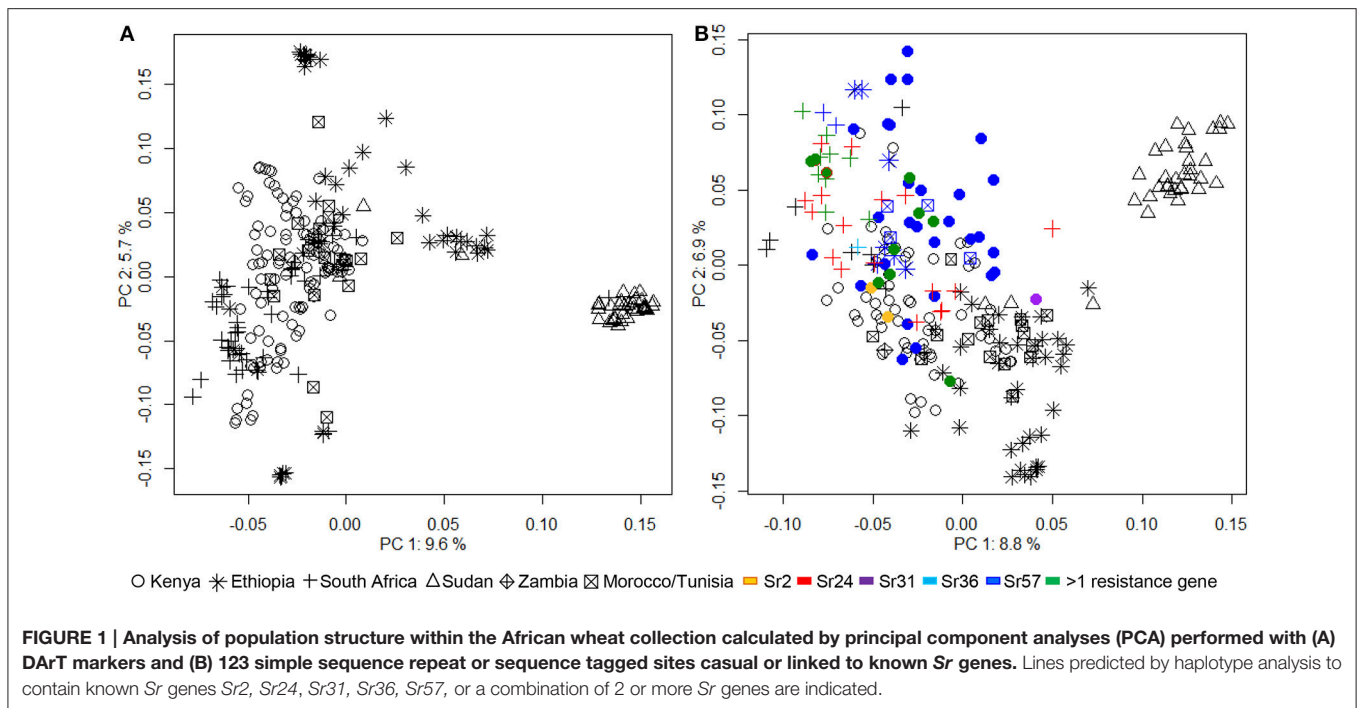 A
B
0.15
0.10
0.05
0.00
-0.05
-0.10
-0.15
PC 2: 5.7 %
-0.05 0.00 0.05 0.10 0.15
PC 1: 9.6 %
0.15
0.10
0.05
0.00
-0.05
-0.10
-0.15
PC 2: 6.9 %
-0.10 -0.05 0.00 0.05 0.10 0.15
PC 1: 8.8 %
Kenya Ethiopia South Africa Sudan Zambia Morocco/Tunisia Sr2 Sr24 Sr31 Sr36 Sr57 >1 resistance gene
FIGURE 1 | Analysis of population structure within the African wheat collection calculated by principal component analyses (PCA) performed with (A)
DArT markers and (B) 123 simple sequence repeat or sequence tagged sites casual or linked to known Sr genes. Lines predicted by haplotype analysis to
contain known Sr genes Sr2, Sr24, Sr31, Sr36, Sr57, or a combination of 2 or more Sr genes are indicated.